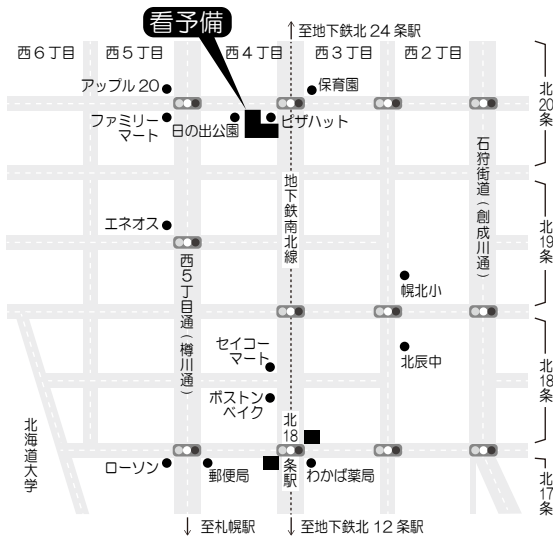 看予備
↑至地下鉄北24条駅
西6丁目
西5丁目
西4丁目
西3丁目
西2丁目
アップル20
保育園
北20条
ファミリー
マート
日の出公園
ピザハット
石狩街道(創成川通)
地下鉄南北線
北19条
エネオス
西5丁目通(樽川通)
幌北小
セイコー
マート
北辰中
北18条
ボストン
ベイク
北18条駅
北海道大学
ローソン
郵便局
わかば薬局
北17条
↓至札幌駅
↓至地下鉄北12条駅